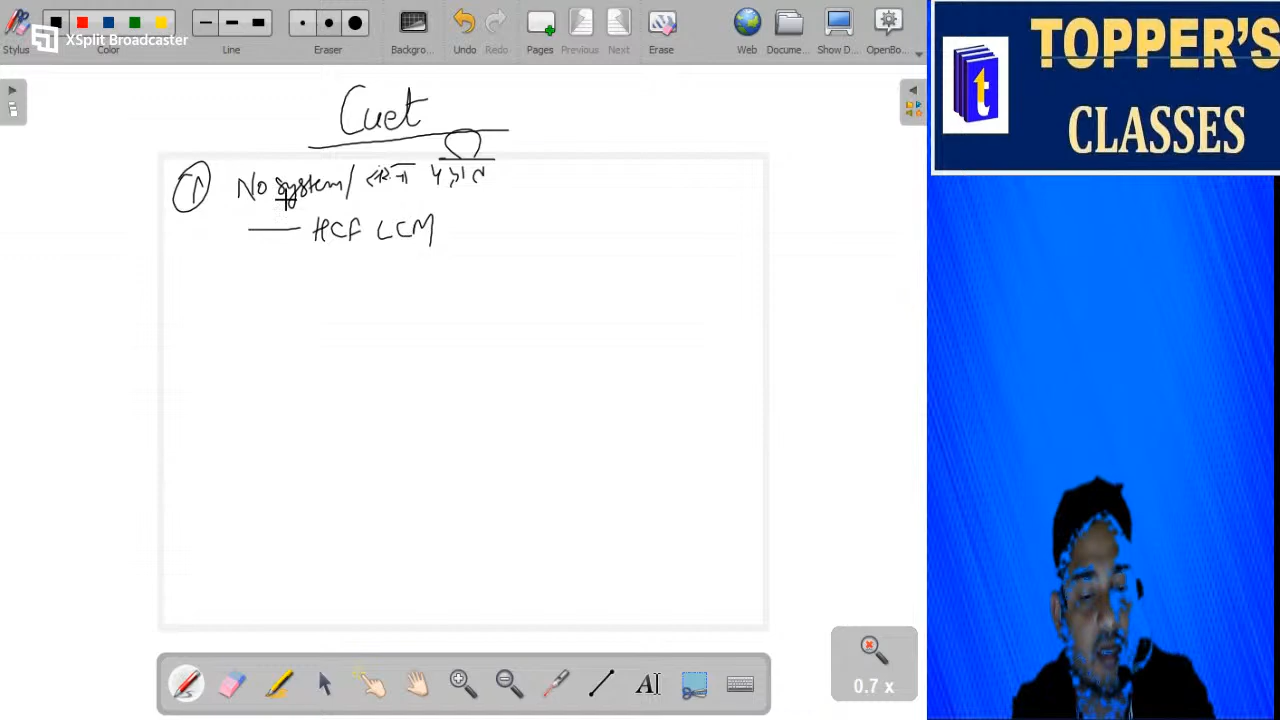 XSplit Broadcaster
Stylus Color Line Eraser Backgro... Undo Redo Pages Previous Next Erase Web Docume... Show D... OpenBo...
TOPPER'S
CLASSES
t
Cuet
① No system/
HCF LCM
0.7 x